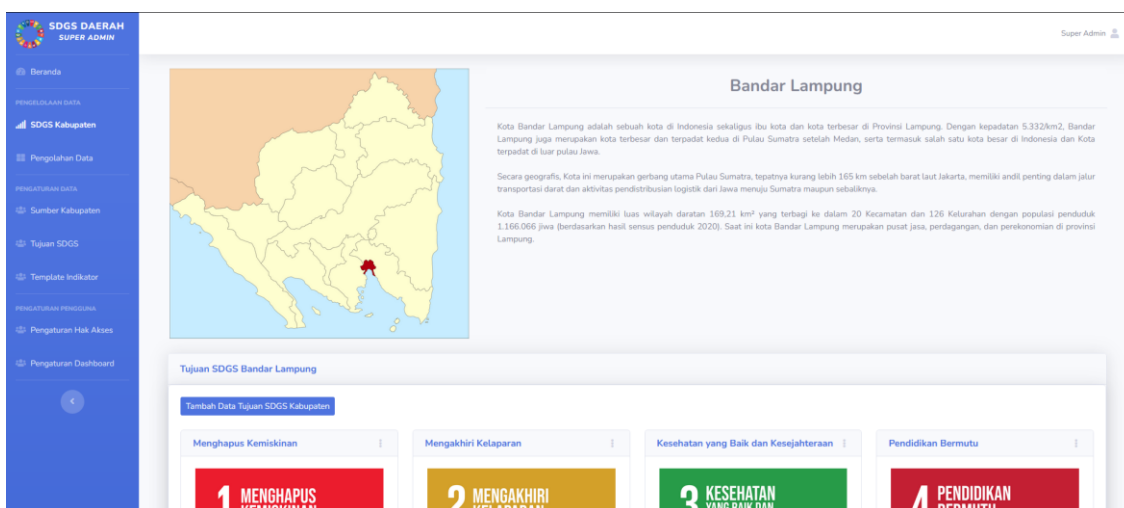 SDGS DAERAH
SUPER ADMIN
Super Admin
Beranda
PENGELOLAAN DATA
SDGS Kabupaten
Pengolahan Data
PENGATURAN DATA
Sumber Kabupaten
Tujuan SDGS
Template Indikator
PENGATURAN PENGGUNA
Pengaturan Hak Akses
Pengaturan Dashboard
Bandar Lampung
Kota Bandar Lampung adalah sebuah kota di Indonesia sekaligus ibu kota dan kota terbesar di Provinsi Lampung. Dengan kepadatan 5.332/km2, Bandar
Lampung juga merupakan kota terbesar dan terpadat kedua di Pulau Sumatra setelah Medan, serta termasuk salah satu kota besar di Indonesia dan Kota
terpadat di luar pulau Jawa.
Secara geografis, Kota ini merupakan gerbang utama Pulau Sumatra, tepatnya kurang lebih 165 km sebelah barat laut Jakarta, memiliki andil penting dalam jalur
transportasi darat dan aktivitas pendistribusian logistik dari Jawa menuju Sumatra maupun sebaliknya.
Kota Bandar Lampung memiliki luas wilayah daratan 169,21 km² yang terbagi ke dalam 20 Kecamatan dan 126 Kelurahan dengan populasi penduduk
1.166.066 jiwa (berdasarkan hasil sensus penduduk 2020). Saat ini kota Bandar Lampung merupakan pusat jasa, perdagangan, dan perekonomian di provinsi
Lampung.
Tujuan SDGS Bandar Lampung
Tambah Data Tujuan SDGS Kabupaten
Menghapus Kemiskinan
Mengakhiri Kelaparan
Kesehatan yang Baik dan Kesejahteraan
Pendidikan Bermutu
1 MENGHAPUS
KEMISKINAN
2 MENGAKHIRI
KELAPARAN
3 KESEHATAN
YANG BAIK DAN
4 PENDIDIKAN
BERMUTU